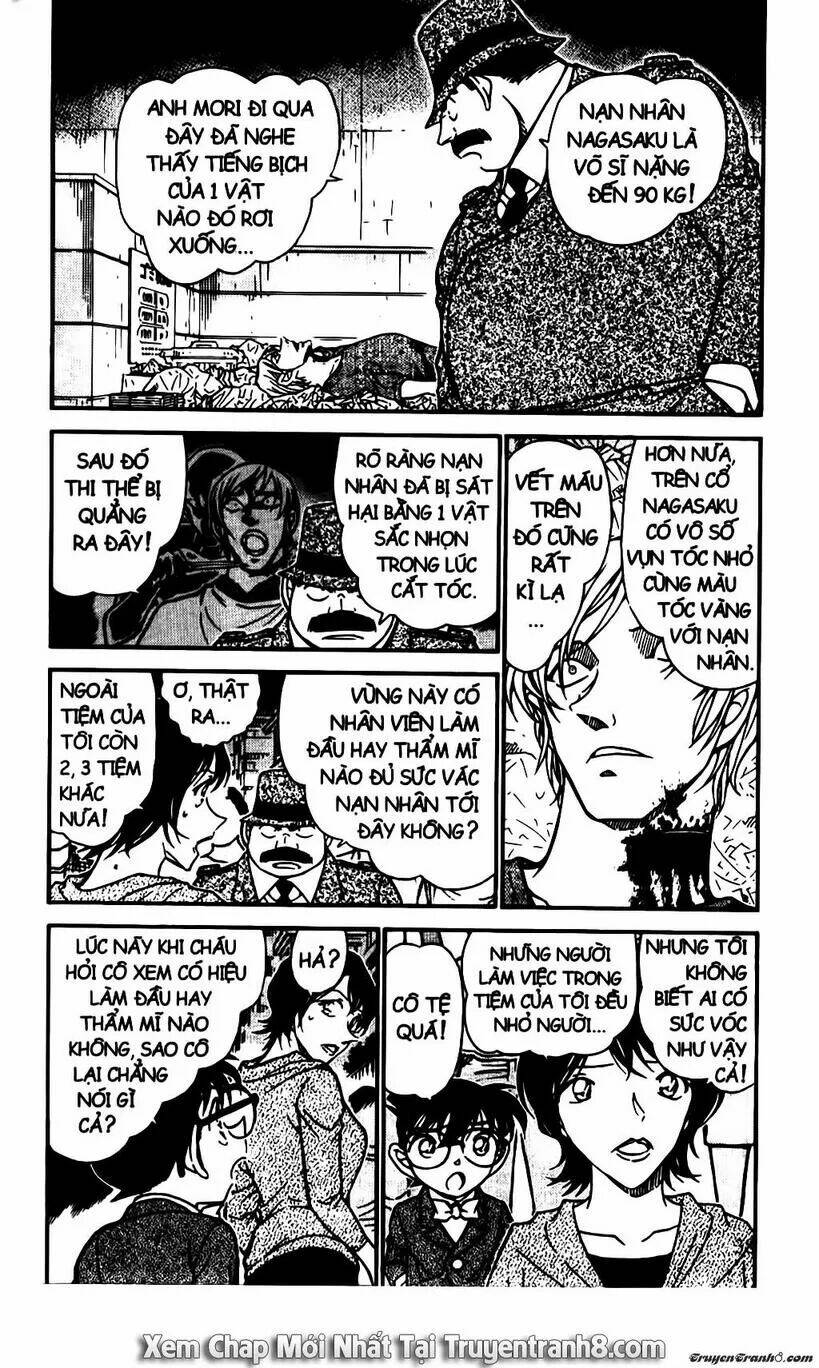 NẠN NHÂN
NAGASAKU LÀ
VÕ SĨ NẶNG
ĐẾN 90 KG!
ANH MORI ĐI QUA
ĐÂY ĐÃ NGHE
THẤY TIẾNG BỊCH
CỦA 1 VẬT
NÀO ĐÓ RƠI
XUỐNG...
HƠN NỮA,
TRÊN CỔ
NAGASAKU
CÓ VÔ SỐ
VỤN TÓC NHỎ
CÙNG MÀU
TÓC VÀNG
VỚI NẠN
NHÂN.
VẾT MÁU
TRÊN
ĐÓ CŨNG
RẤT
KÌ LẠ
...
RÕ RÀNG NẠN
NHÂN ĐÃ BỊ SÁT
HẠI BẰNG 1 VẬT
SẮC NHỌN
TRONG LÚC
CẮT TÓC.
SAU ĐÓ
THI THỂ BỊ
QUẲNG
RA ĐÂY!
VÙNG NÀY CÓ
NHÂN VIÊN LÀM
ĐẦU HAY THẨM MĨ
NÀO ĐỦ SỨC VÁC
NẠN NHÂN TỚI
ĐÂY KHÔNG?
Ơ, THẬT
RA...
NGOÀI
TIỆM CỦA
TÔI CÒN
2, 3 TIỆM
KHÁC
NƯA!
NHƯNG TÔI
KHÔNG
BIẾT AI CÓ
SỨC VÓC
NHƯ VẬY
CẢ!
NHƯNG NGƯỜI
LÀM VIỆC TRONG
TIỆM CỦA TÔI ĐỀU
NHỎ NGƯỜI...
CÔ TỆ
QUÁ!
HẢ?
LÚC NÃY KHI CHÁU
HỎI CÔ XEM CÓ HIỆU
LÀM ĐẦU HAY
THẨM MĨ NÀO
KHÔNG, SAO CÔ
LẠI CHẲNG
NÓI GÌ
CẢ?
Xem Chap Mới Nhất Tại Truyentranh8.com
TruyenTranh8.com